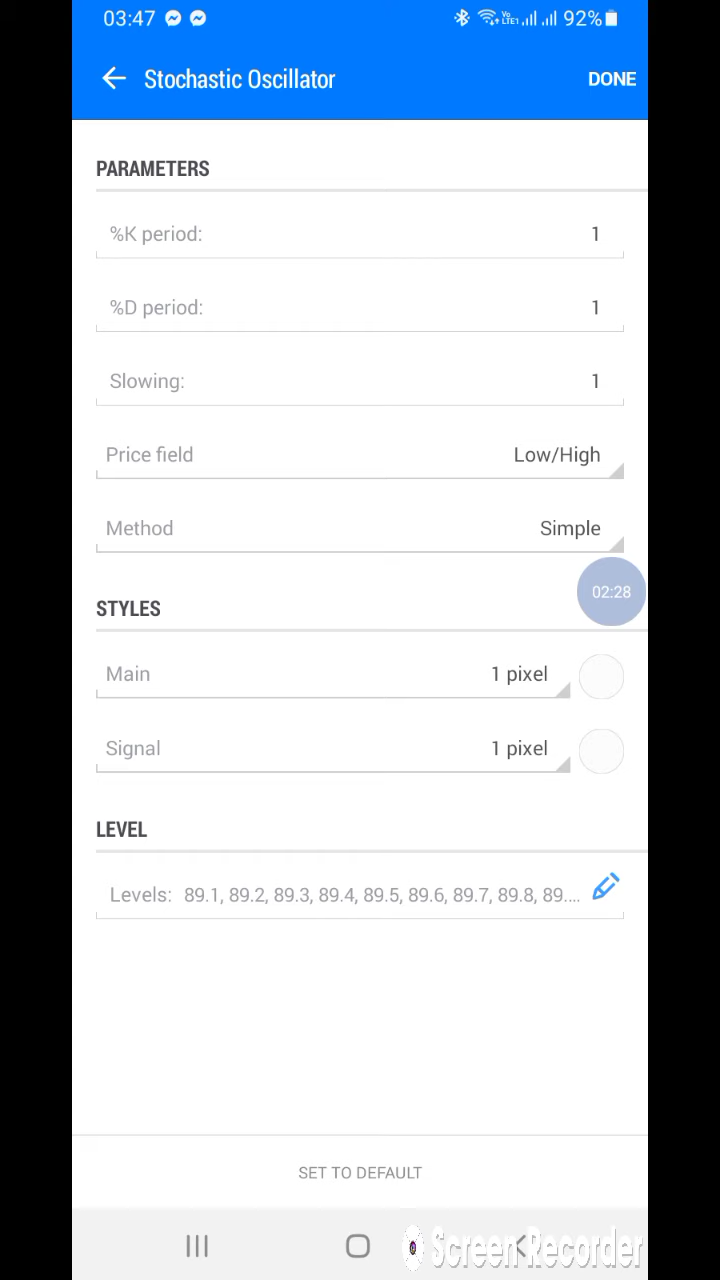 03:47 Vo LTE1 92%
Stochastic Oscillator DONE
PARAMETERS
%K period: 1
%D period: 1
Slowing: 1
Price field Low/High
Method Simple
02:28
STYLES
Main 1 pixel
Signal 1 pixel
LEVEL
Levels: 89.1, 89.2, 89.3, 89.4, 89.5, 89.6, 89.7, 89.8, 89....
SET TO DEFAULT
Screen Recorder